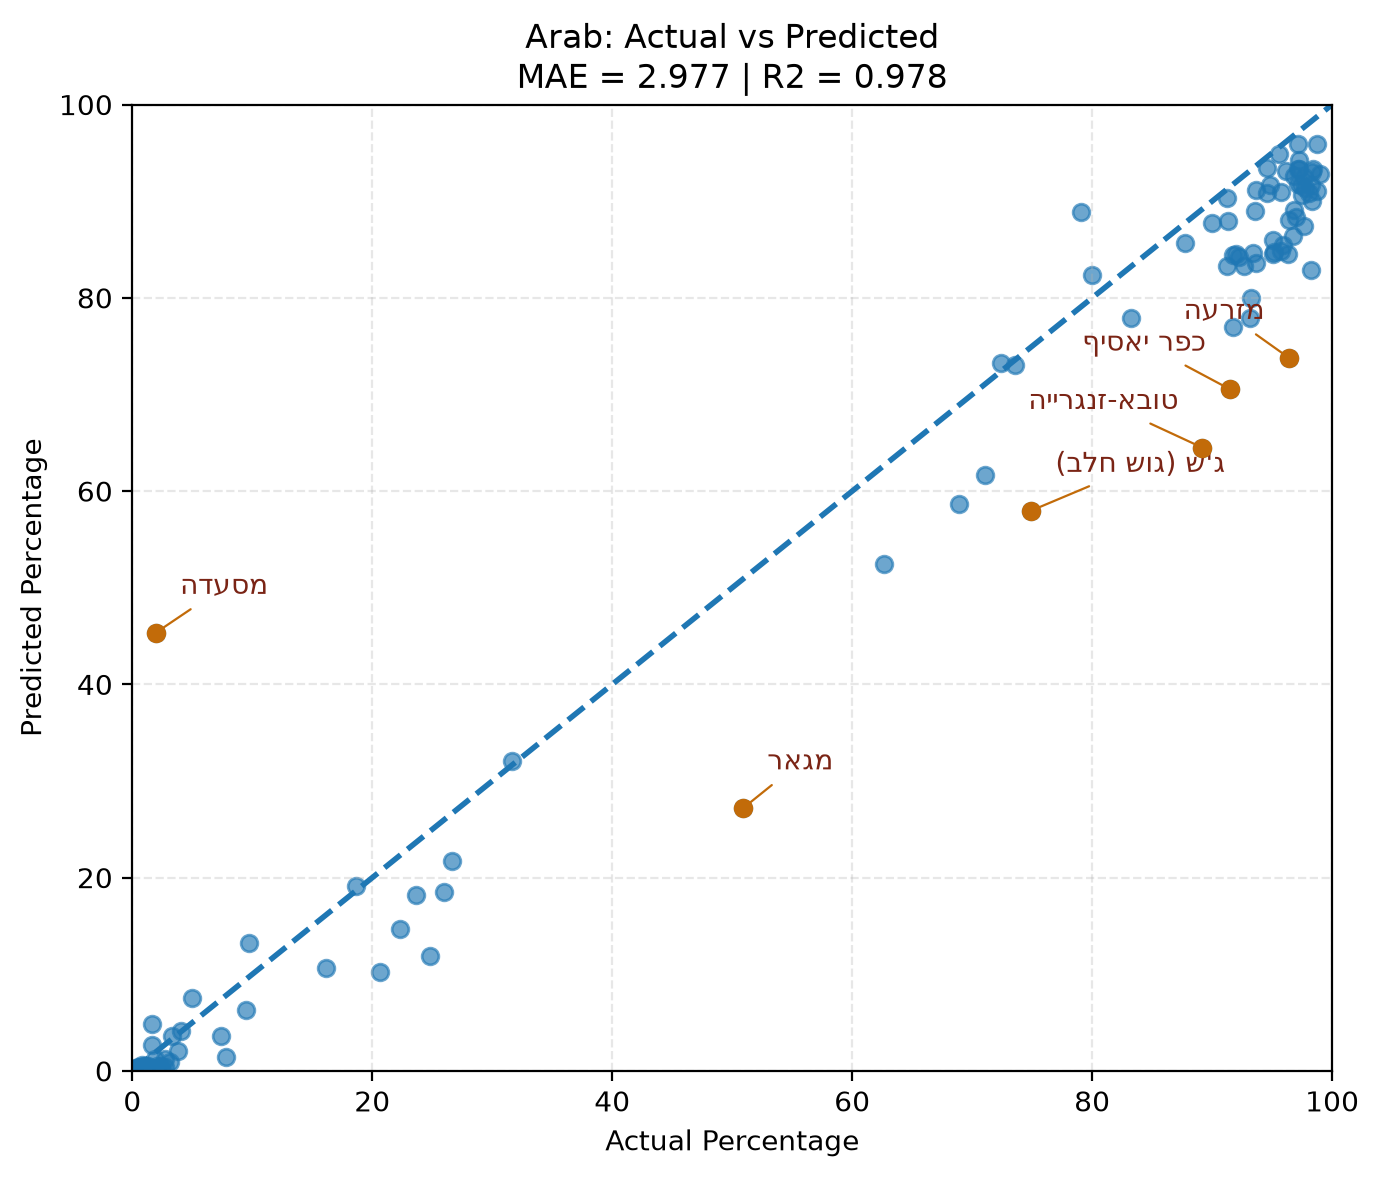 Arab: Actual vs Predicted
MAE = 2.977 | R2 = 0.978
Predicted Percentage
100
80
60
40
20
0
מזרעה
כפר יאסיף
טובא-זנגרייה
ג'ש (גוש חלב)
מסעדה
מגאר
0 20 40 60 80 100
Actual Percentage